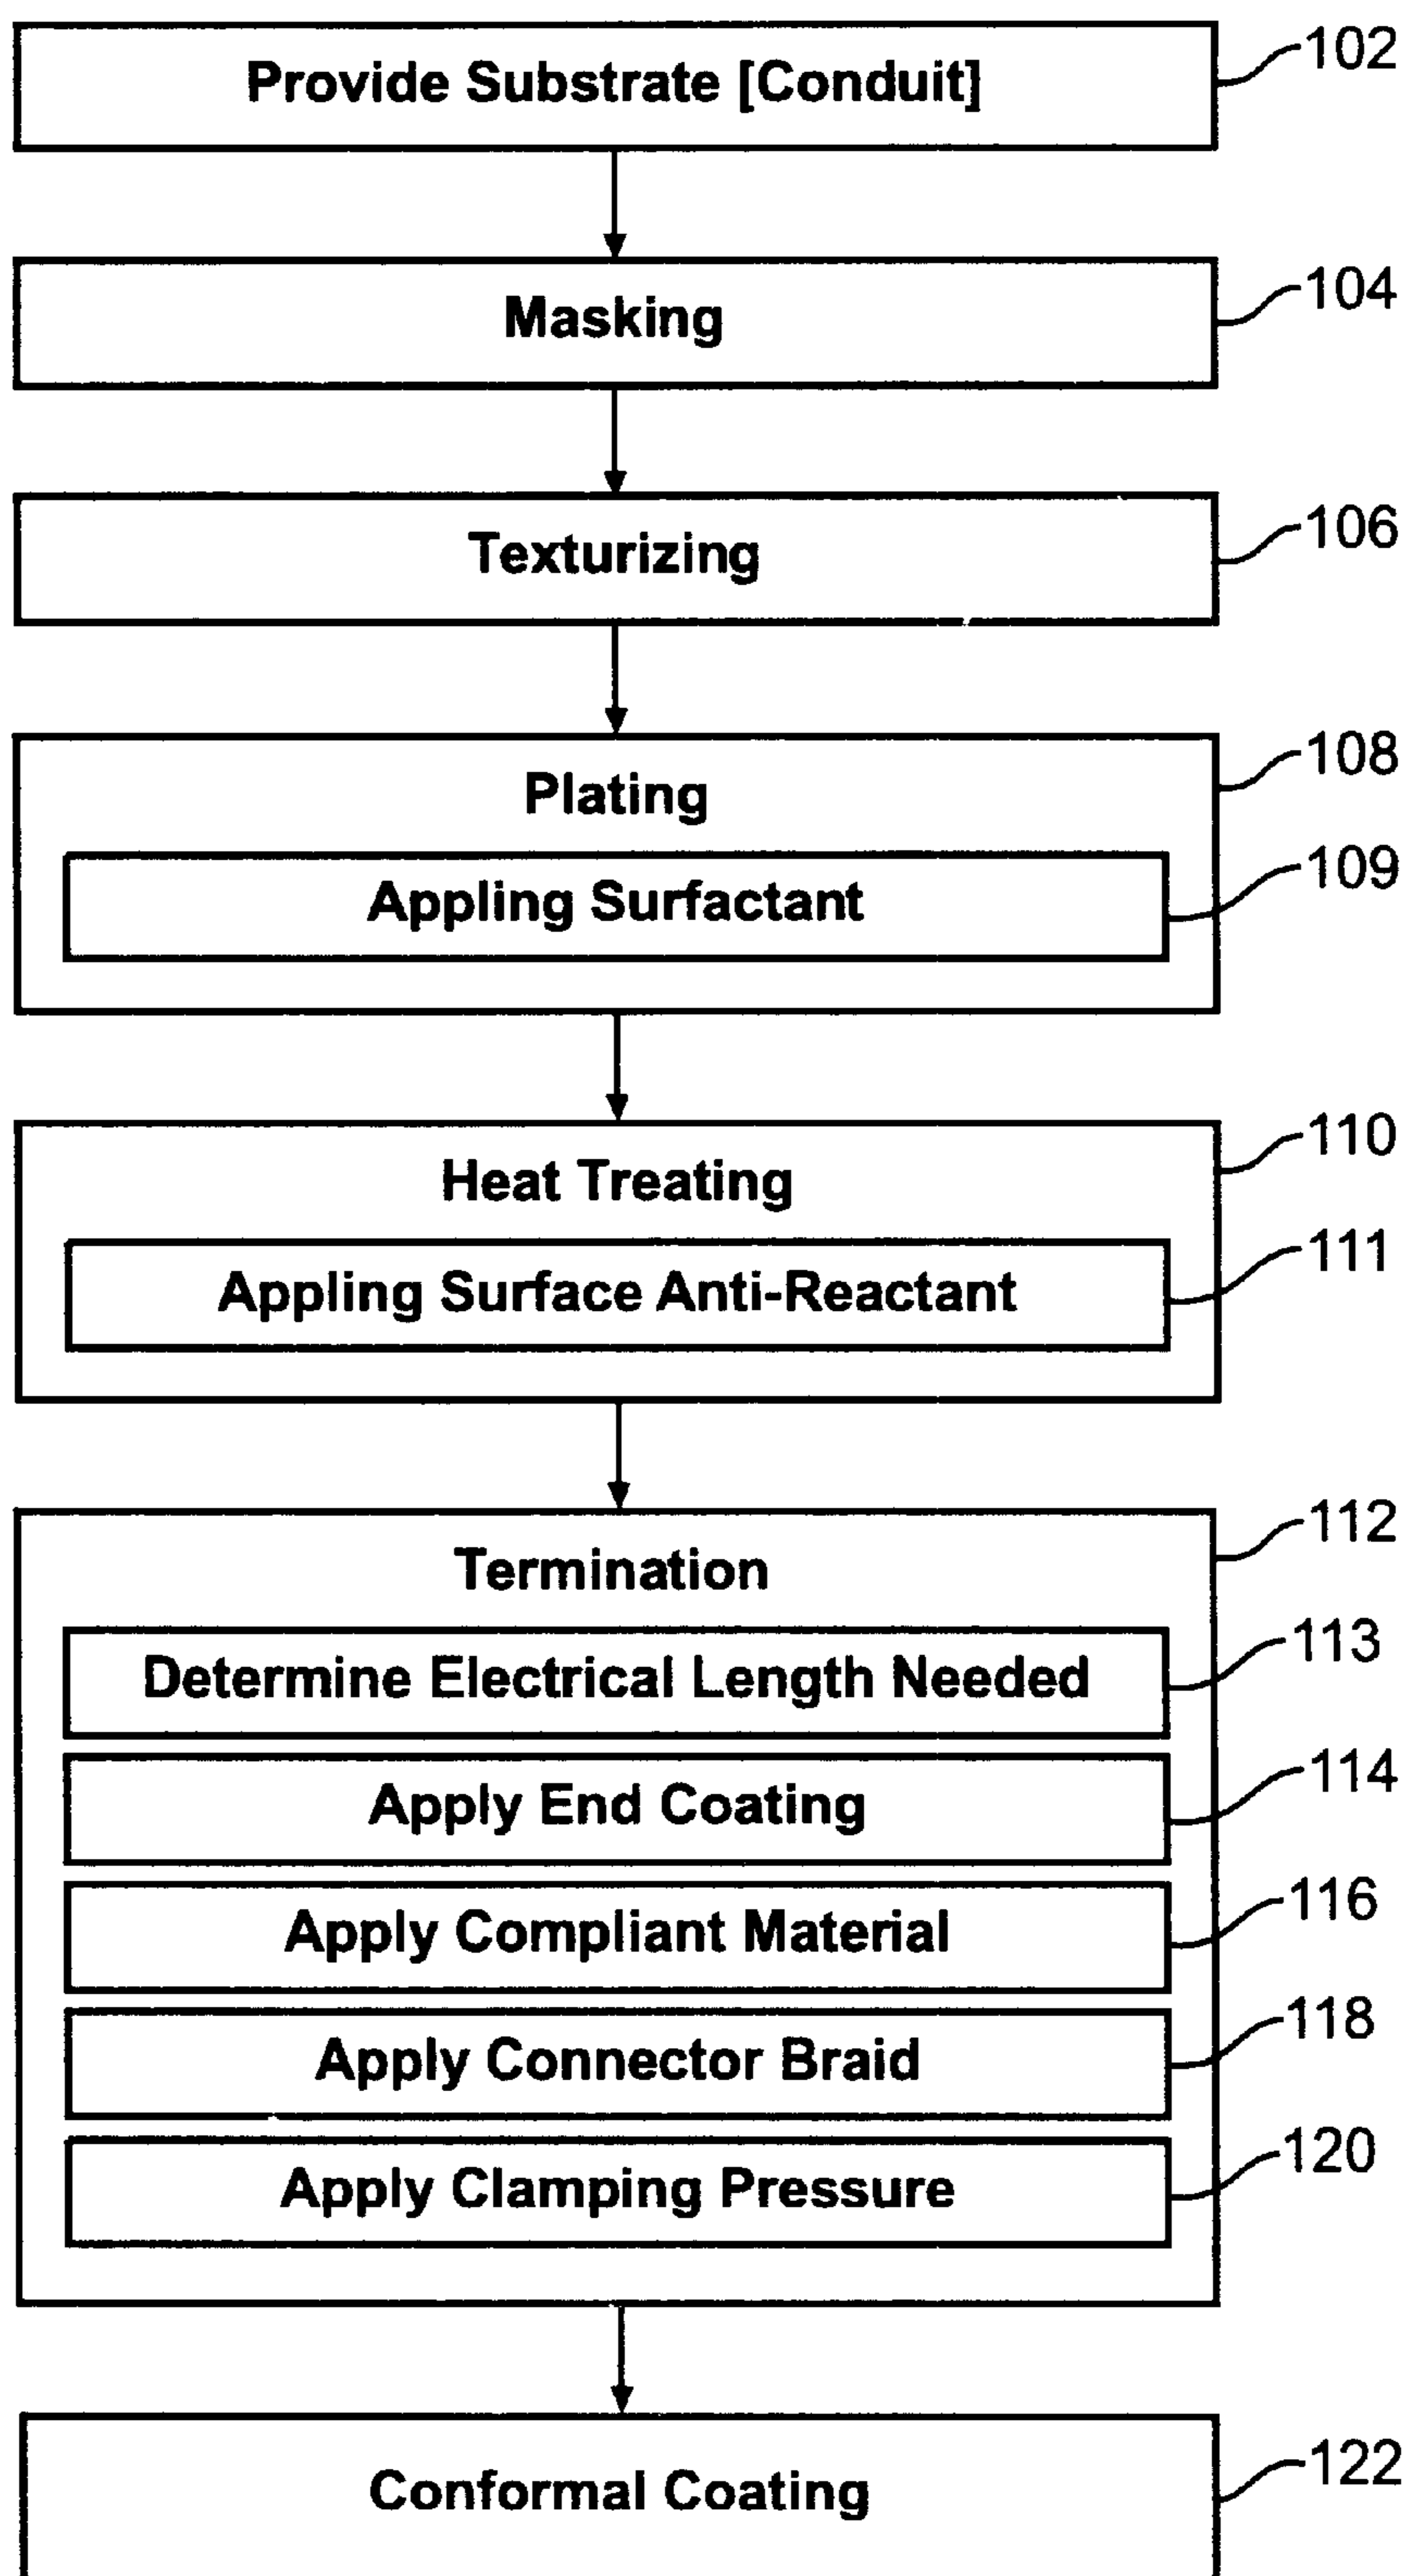 Provide Substrate [Conduit]
102
Masking
104
Texturizing
106
Plating
108
Appling Surfactant
109
Heat Treating
110
Appling Surface Anti-Reactant
111
Termination
112
Determine Electrical Length Needed
113
Apply End Coating
114
Apply Compliant Material
116
Apply Connector Braid
118
Apply Clamping Pressure
120
Conformal Coating
122